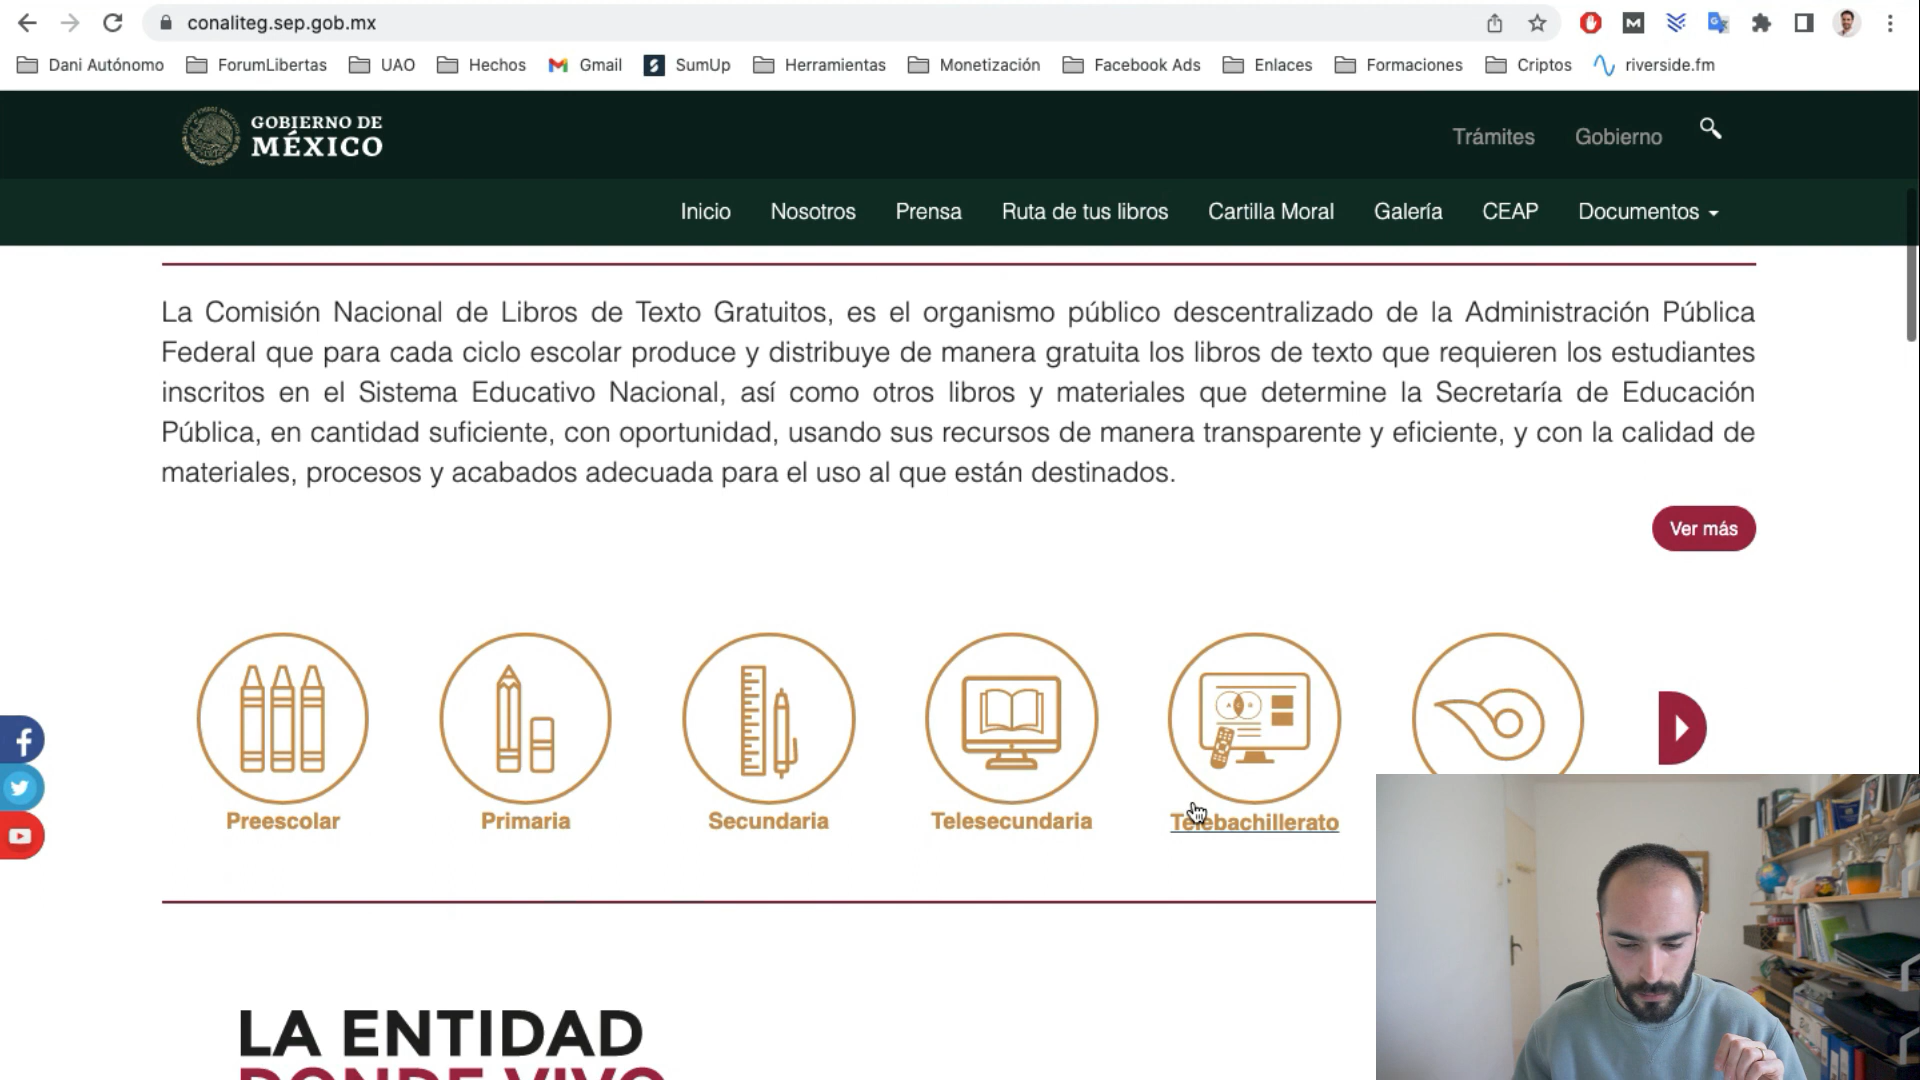 conaliteg.sep.gob.mx
Dani Autónomo ForumLibertas UAO Hechos Gmail SumUp Herramientas Monetización Facebook Ads Enlaces Formaciones Criptos riverside.fm
GOBIERNO DE
MÉXICO
Trámites Gobierno
Inicio Nosotros Prensa Ruta de tus libros Cartilla Moral Galería CEAP Documentos
La Comisión Nacional de Libros de Texto Gratuitos, es el organismo público descentralizado de la Administración Pública
Federal que para cada ciclo escolar produce y distribuye de manera gratuita los libros de texto que requieren los estudiantes
inscritos en el Sistema Educativo Nacional, así como otros libros y materiales que determine la Secretaría de Educación
Pública, en cantidad suficiente, con oportunidad, usando sus recursos de manera transparente y eficiente, y con la calidad de
materiales, procesos y acabados adecuada para el uso al que están destinados.
Ver más
Preescolar Primaria Secundaria Telesecundaria Telebachillerato
LA ENTIDAD
DONDE VIVO